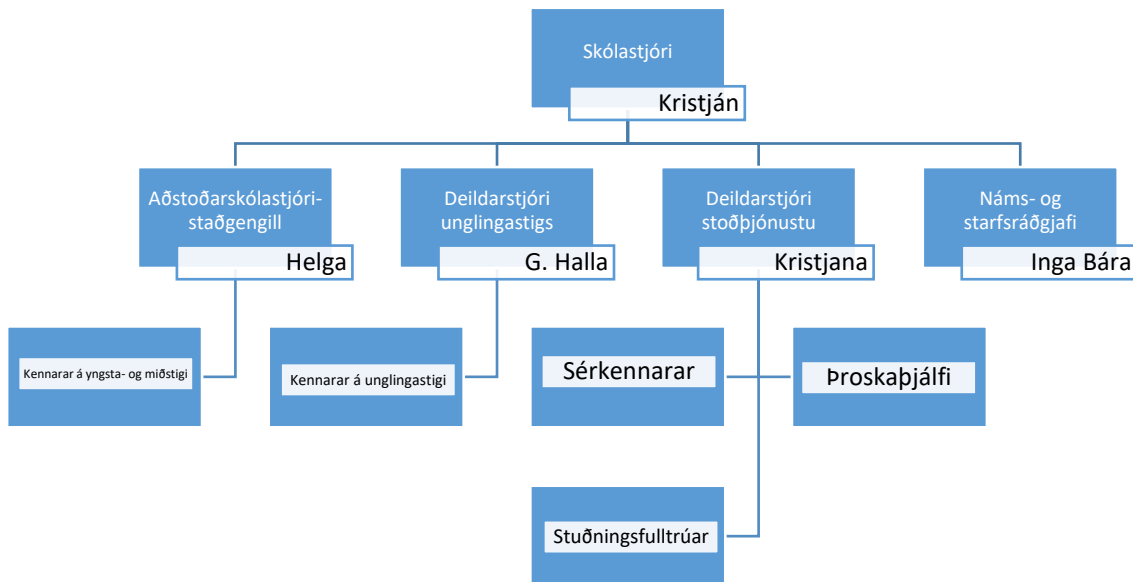 Skólastjóri
Kristján
Aðstoðarskólastjóri-
staðgengill
Helga
Deildarstjóri
unglingastigs
G. Halla
Deildarstjóri
stoðþjónustu
Kristjana
Náms- og
starfsráðgjafi
Inga Bára
Kennarar á yngsta- og miðstigi
Kennarar á unglingastigi
Sérkennarar
Þroskaþjálfi
Stuðningsfulltrúar